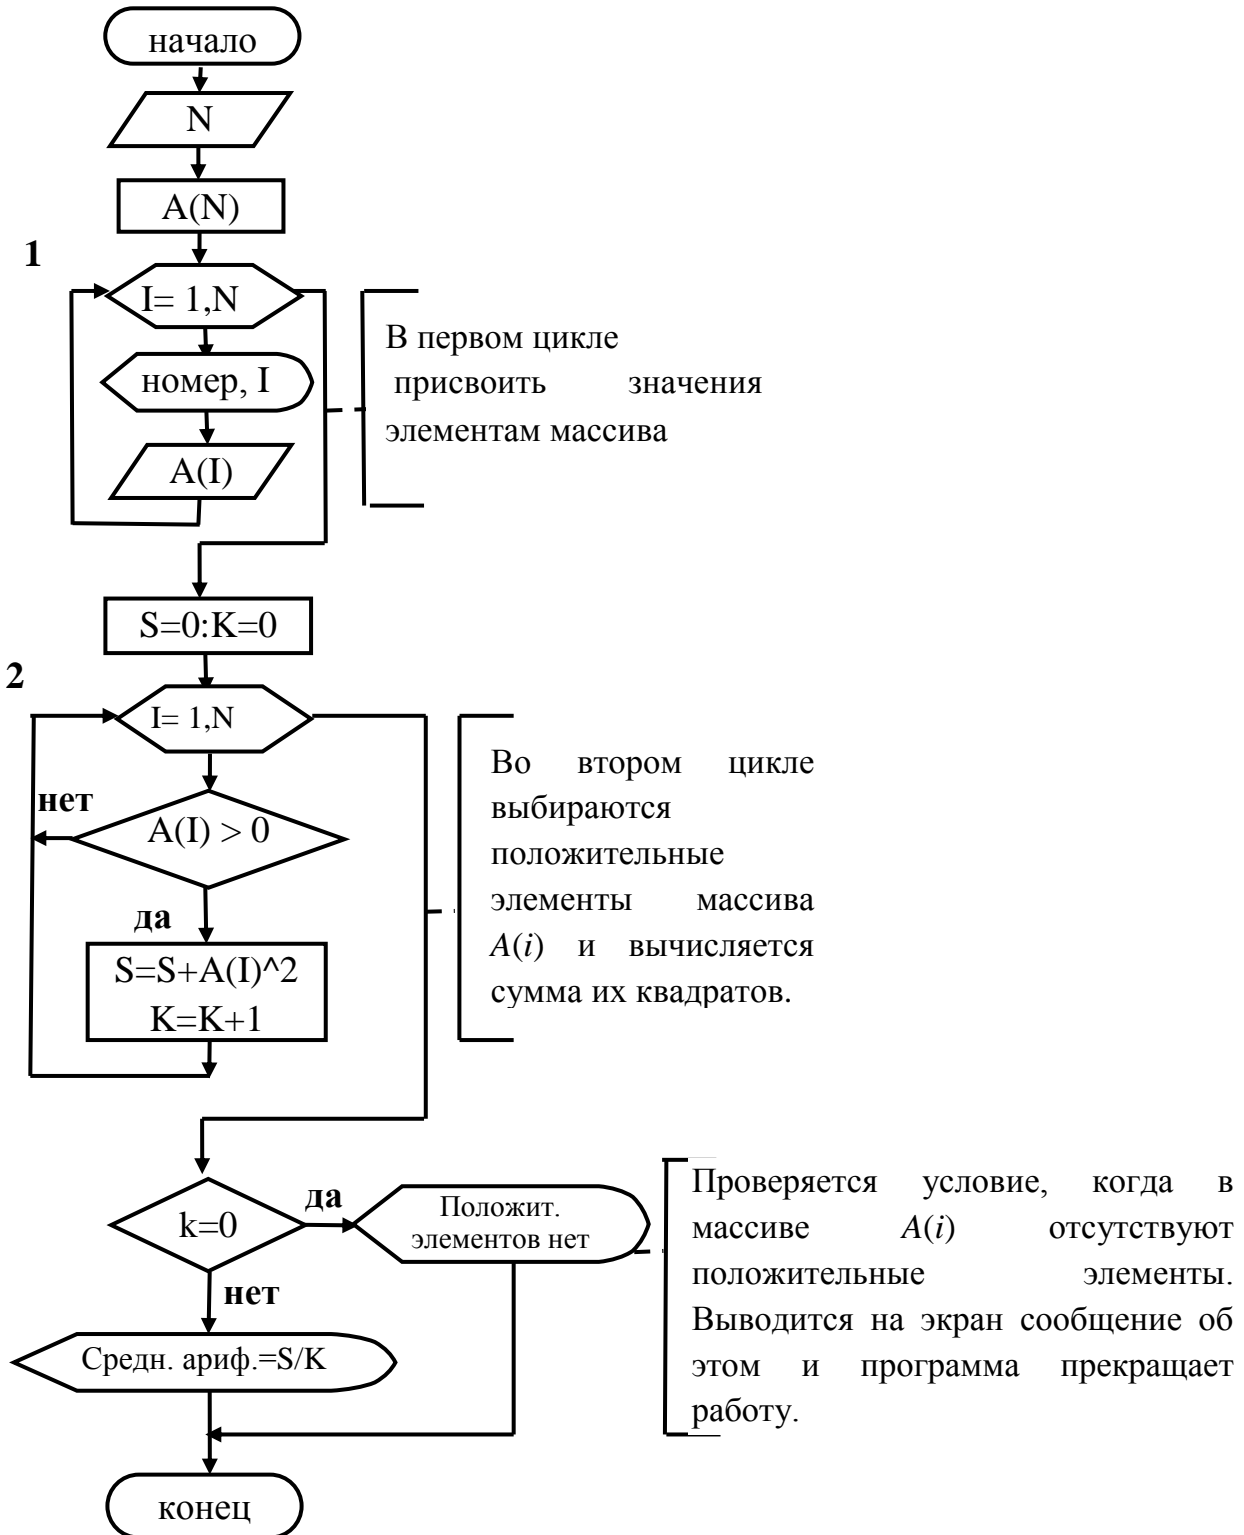 начало
N
A(N)
1
I= 1,N
номер, I
A(I)
В первом цикле
присвоить значения
элементам массива
S=0:K=0
2
I= 1,N
нет
A(I) > 0
да
S=S+A(I)^2
K=K+1
Во втором цикле
выбираются
положительные
элементы массива
A(i) и вычисляется
сумма их квадратов.
k=0
да
Положит.
элементов нет
нет
Средн. ариф.=S/K
Проверяется условие, когда в
массиве A(i) отсутствуют
положительные элементы.
Выводится на экран сообщение об
этом и программа прекращает
работу.
конец